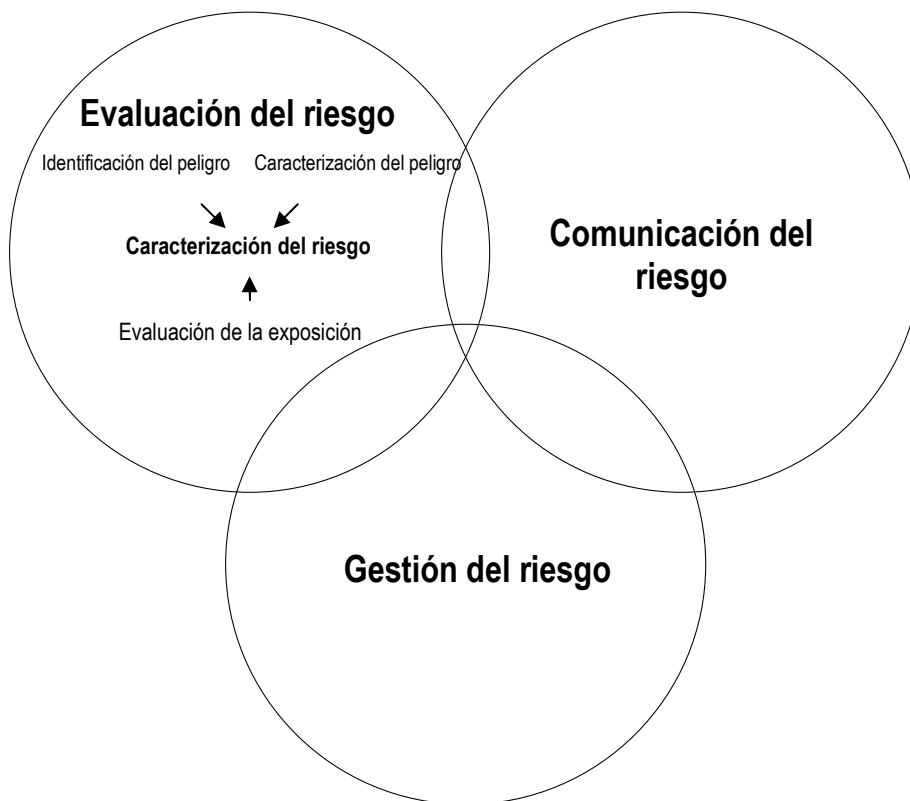 Evaluación del riesgo
Identificación del peligro
Caracterización del peligro
Caracterización del riesgo
Evaluación de la exposición
Comunicación del
riesgo
Gestión del riesgo